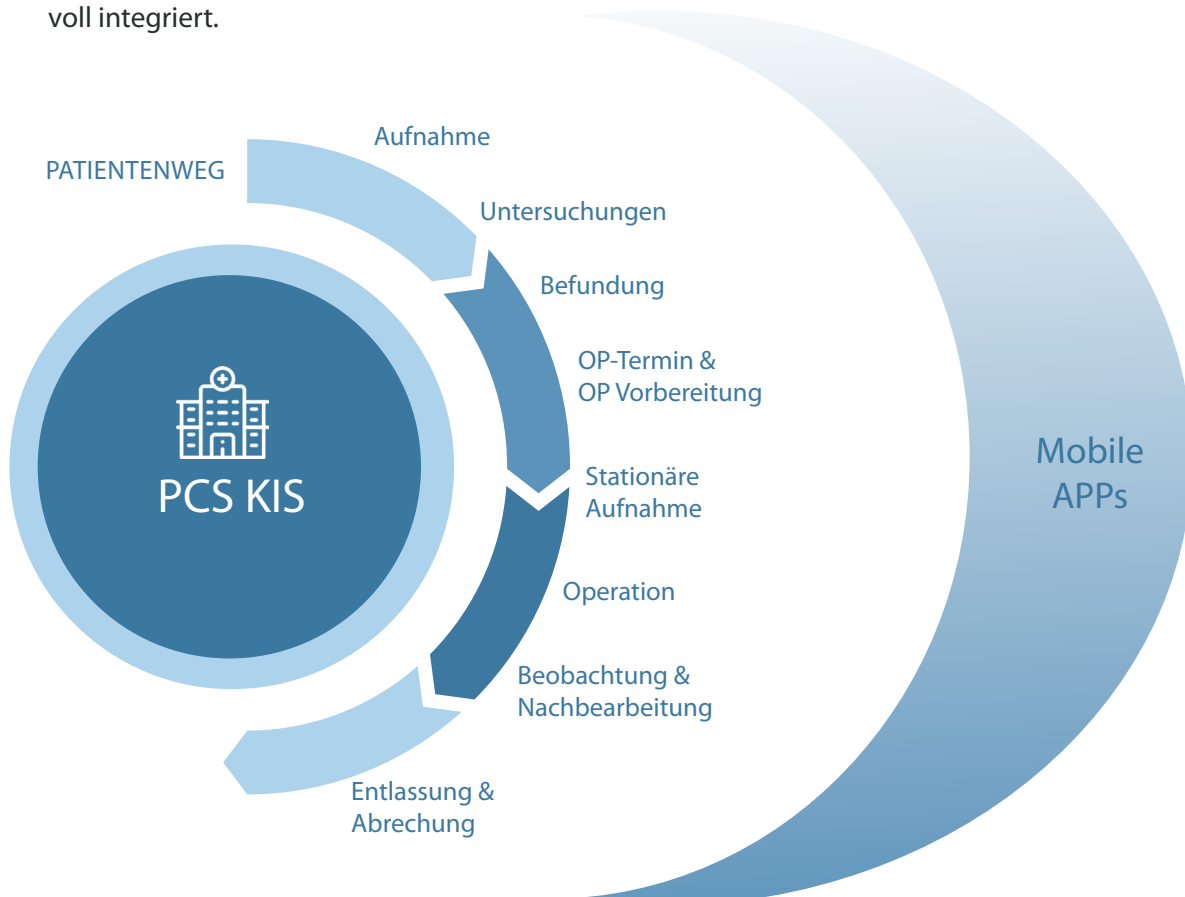 voll integriert.
PATIENTENWEG
Aufnahme
Untersuchungen
Befundung
OP-Termin &
OP Vorbereitung
Stationäre
Aufnahme
Operation
Beobachtung &
Nachbearbeitung
Entlassung &
Abrechung
PCS KIS
Mobile
APPs